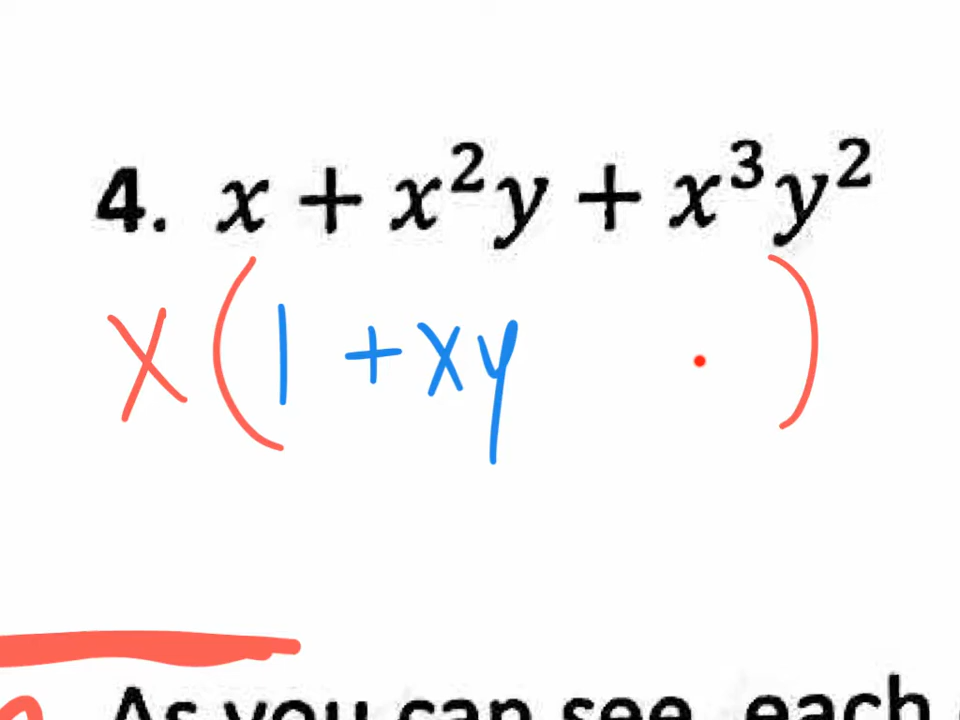 4. x + x²y + x³y²
x(1 + xy )
As you can see, each